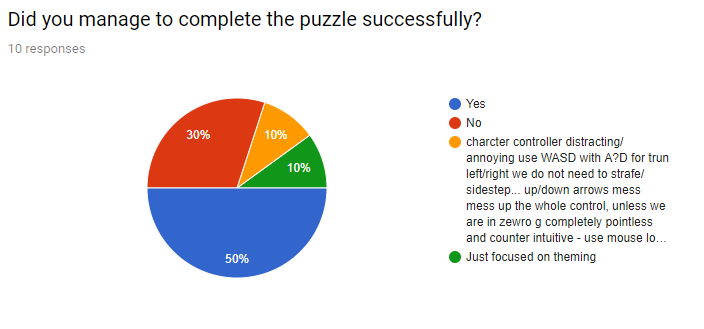 Did you manage to complete the puzzle successfully?
10 responses
30%
10%
10%
50%
Yes
No
charcter controller distracting/
annoying use WASD with A?D for trun
left/right we do not need to strafe/
sidestep... up/down arrows mess
mess up the whole control, unless we
are in zewro g completely pointless
and counter intuitive - use mouse lo...
Just focused on theming